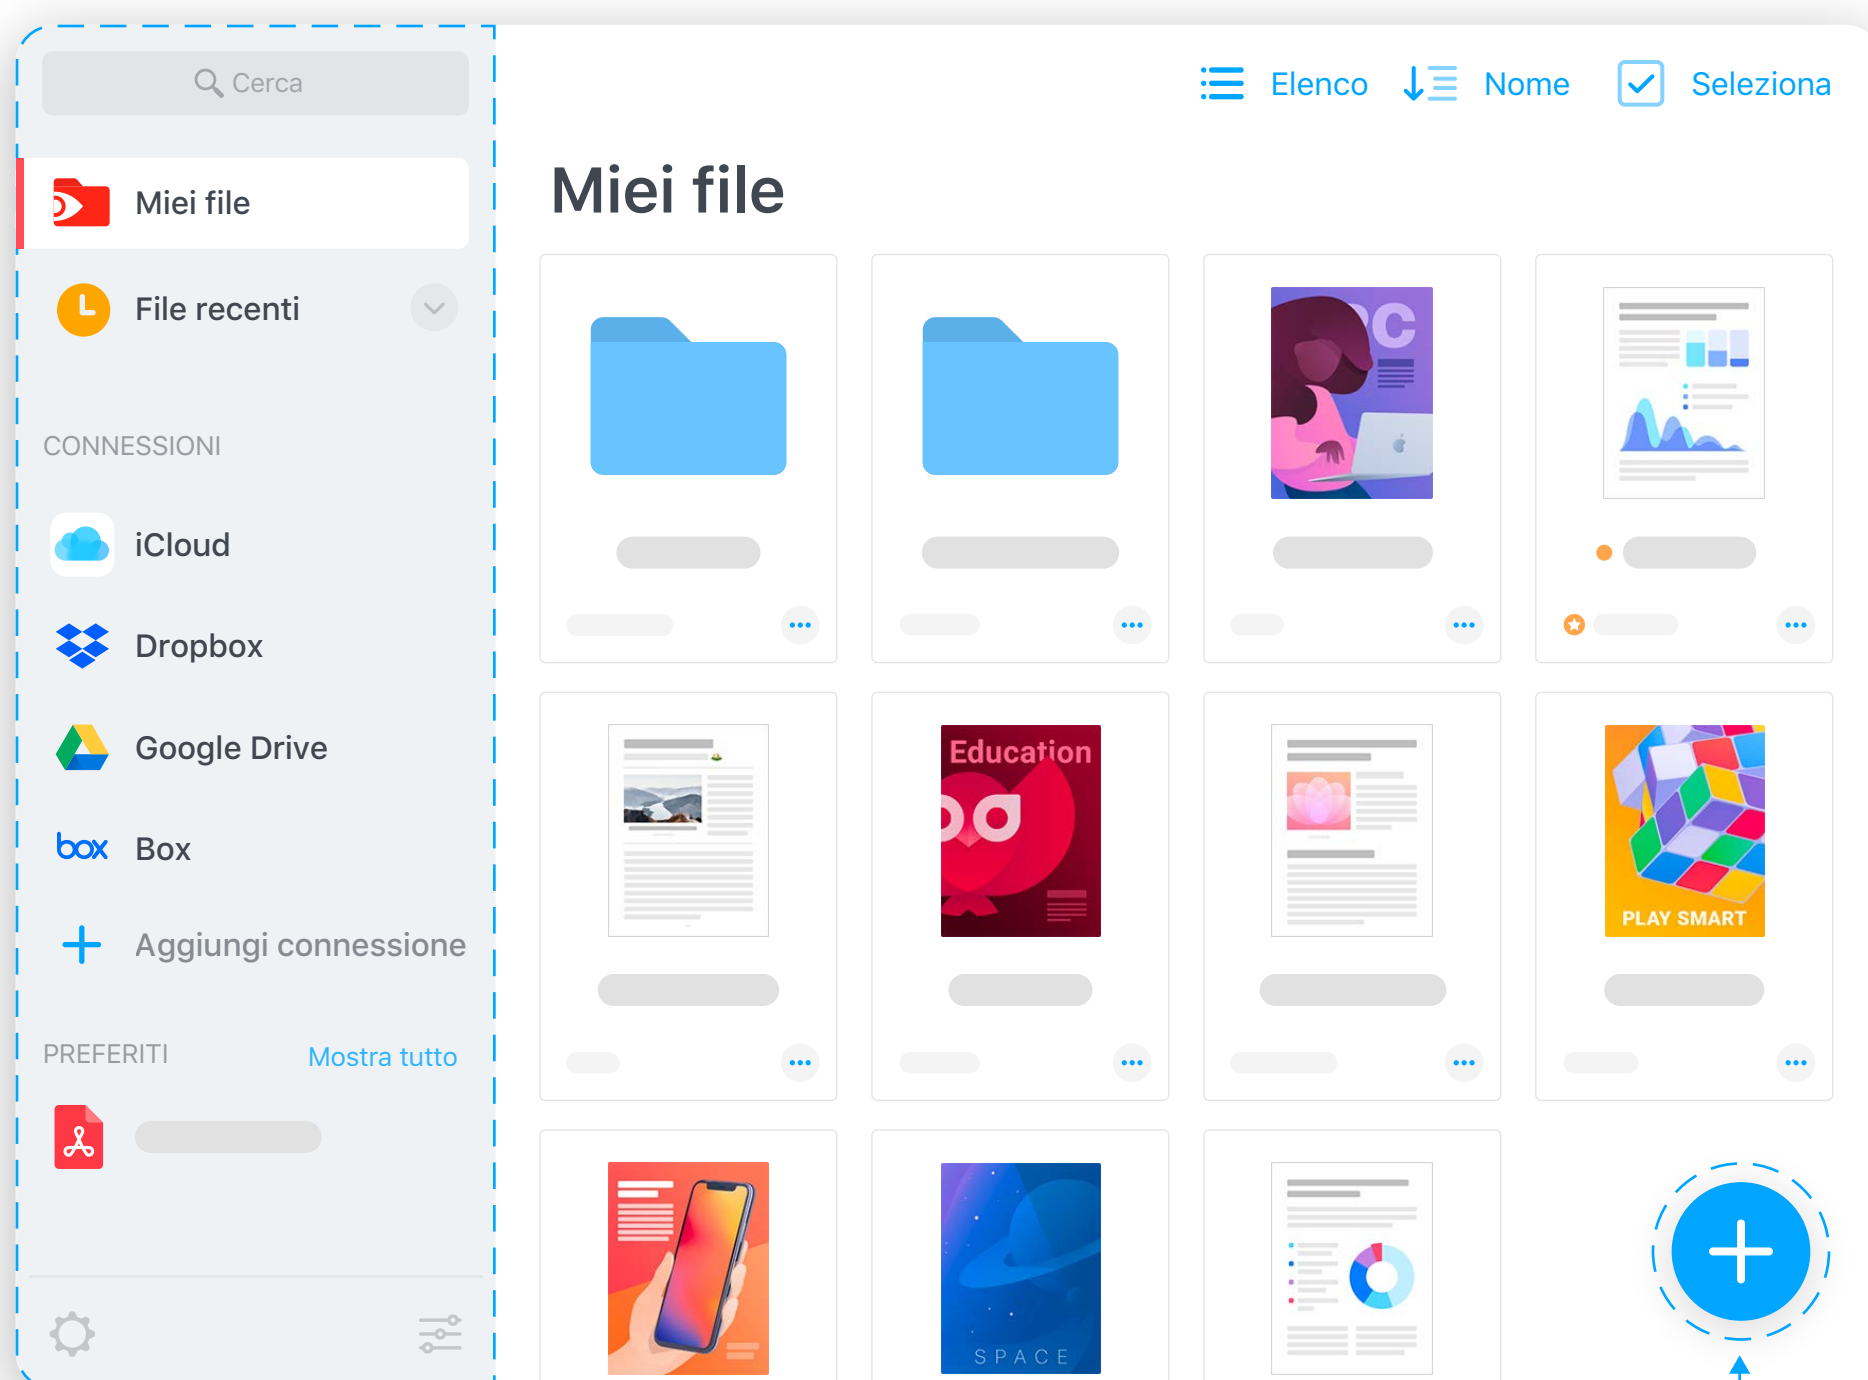 Cerca
Elenco
Nome
Seleziona
Miei file
Miei file
File recenti
CONNESSIONI
iCloud
Dropbox
Google Drive
box
Box
Aggiungi connessione
PREFERITI
Mostra tutto
Education
PLAY SMART
SPACE